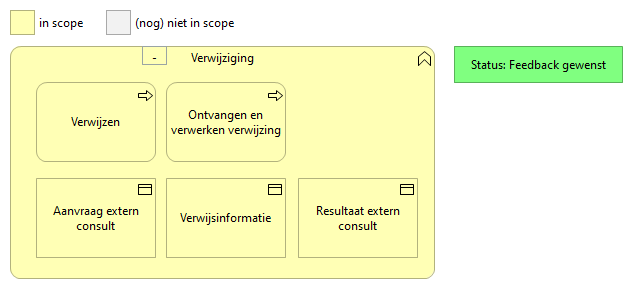 in scope
(nog) niet in scope
-
Verwijziging
Status: Feedback gewenst
Verwijzen
Ontvangen en
verwerken verwijzing
Aanvraag extern
consult
Verwijsinformatie
Resultaat extern
consult